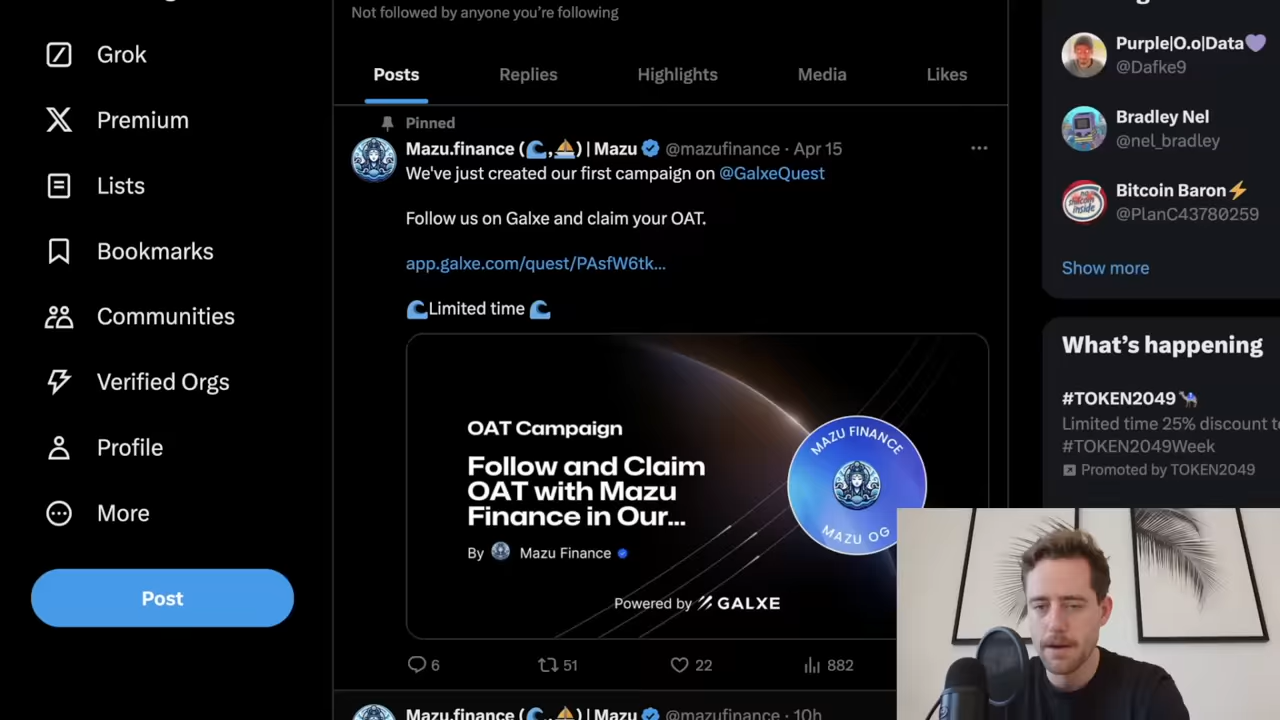 Not followed by anyone you're following
Grok
Premium
Lists
Bookmarks
Communities
Verified Orgs
Profile
More
Post
Posts Replies Highlights Media Likes
Pinned
Mazu.finance (🌊,⛵) | Mazu @mazufinance · Apr 15
We've just created our first campaign on @GalxeQuest
Follow us on Galxe and claim your OAT.
app.galxe.com/quest/PAsfW6tk...
🌊Limited time🌊
OAT Campaign
Follow and Claim
OAT with Mazu
Finance in Our...
By Mazu Finance
Powered by GALXE
MAZU FINANCE
MAZU OG
6 51 22 882
Mazu.finance (🌊,⛵) | Mazu @mazufinance · 10h
Purple|O.o|Data💜
@Dafke9
Bradley Nel
@nel_bradley
Bitcoin Baron⚡
@PlanC43780259
Show more
What's happening
#TOKEN2049🐪
Limited time 25% discount t
#TOKEN2049Week
Promoted by TOKEN2049